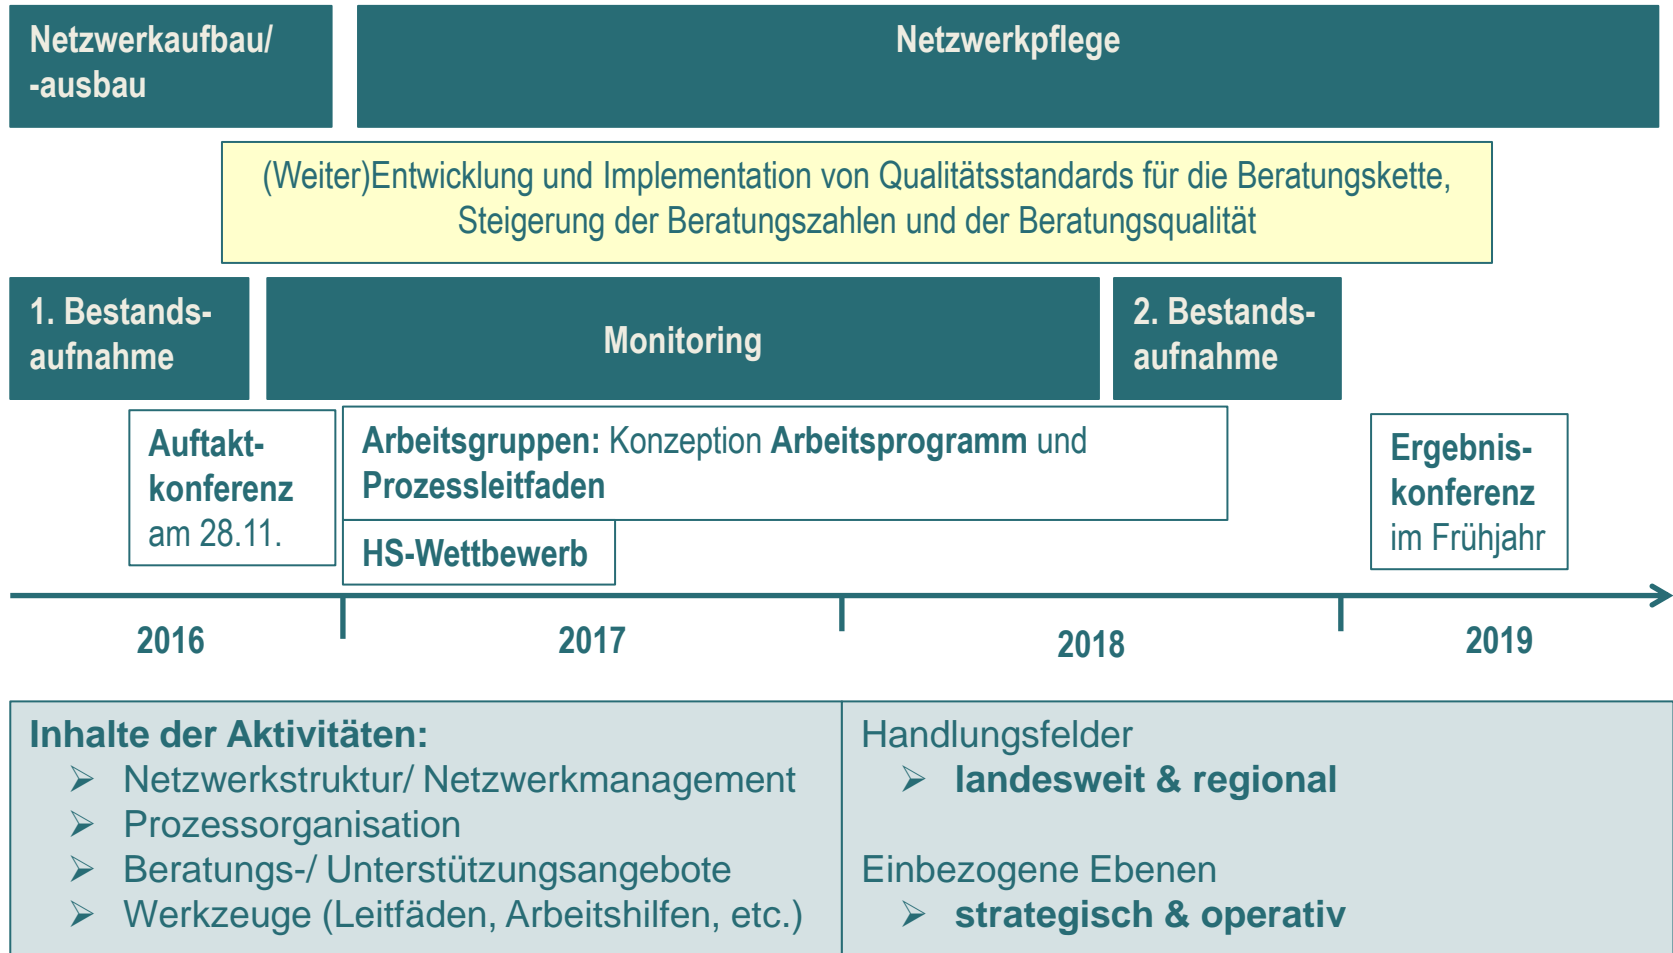 Netzwerkaufbau/
-ausbau
Netzwerkpflege
(Weiter)Entwicklung und Implementation von Qualitätsstandards für die Beratungskette,
Steigerung der Beratungszahlen und der Beratungsqualität
1. Bestands-
aufnahme
Monitoring
2. Bestands-
aufnahme
Auftakt-
konferenz
am 28.11.
Arbeitsgruppen: Konzeption Arbeitsprogramm und
Prozessleitfaden
HS-Wettbewerb
Ergebnis-
konferenz
im Frühjahr
2016
2017
2018
2019
Inhalte der Aktivitäten:
➢ Netzwerkstruktur/ Netzwerkmanagement
➢ Prozessorganisation
➢ Beratungs-/ Unterstützungsangebote
➢ Werkzeuge (Leitfäden, Arbeitshilfen, etc.)
Handlungsfelder
➢ landesweit & regional
Einbezogene Ebenen
➢ strategisch & operativ